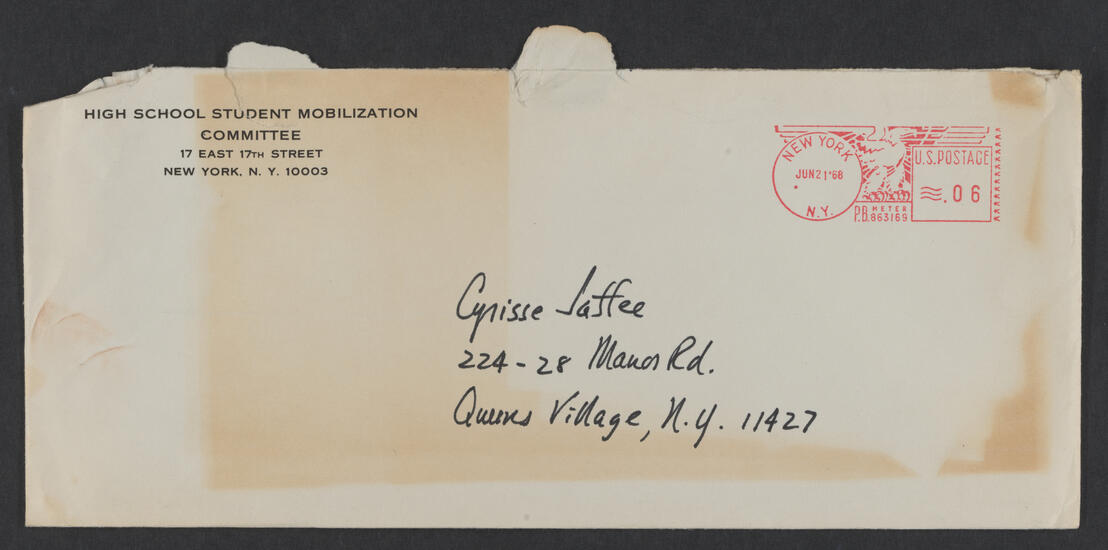 HIGH SCHOOL STUDENT MOBILIZATION
COMMITTEE
17 EAST 17TH STREET
NEW YORK, N. Y. 10003
NEW YORK
JUN 21 '68
N.Y.
U.S. POSTAGE
.06
P.B. METER
863169
Cyrisse Jaffee
224-28 Manor Rd.
Queens Village, N.Y. 11427